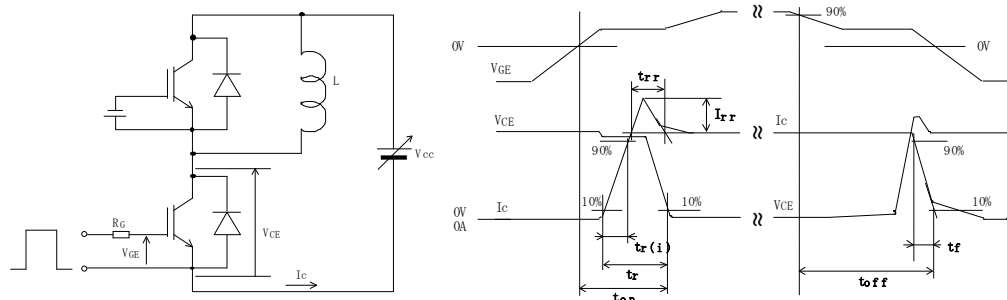 L
Vcc
RG
VGE
VCE
Ic
0V
VGE
90%
0V
trr
Irr
VCE
Ic
90%
90%
10%
10%
VCE
10%
0V
0A
Ic
tr(i)
tr
ton
tf
toff